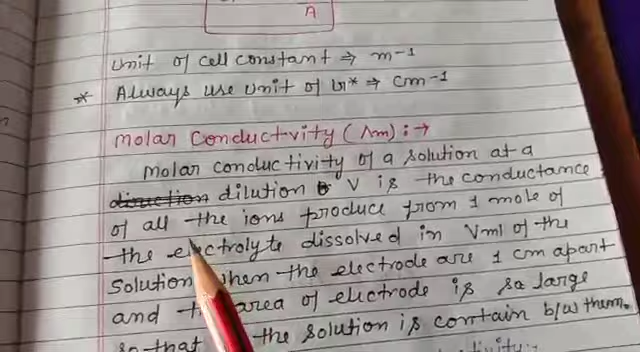 A
Unit of cell constant ⇒ m-1
* Always use unit of G* ⇒ cm-1
Molar Conductivity (Λm) :→
Molar conductivity of a solution at a
dilution V is the conductance
of all the ions produce from 1 mole of
the electrolyte dissolved in Vml of the
solution when the electrode are 1 cm apart
and the area of electrode is so large
so that the solution is contain b/w them.